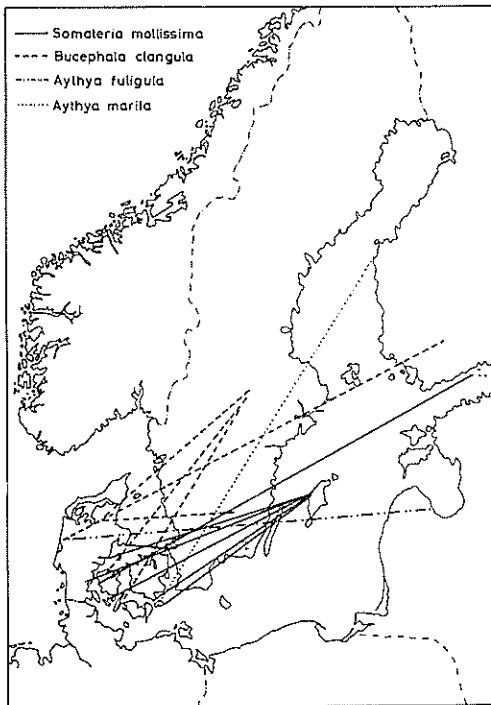 Somateria mollissima
Bucephala clangula
Aythya fuligula
Aythya marila